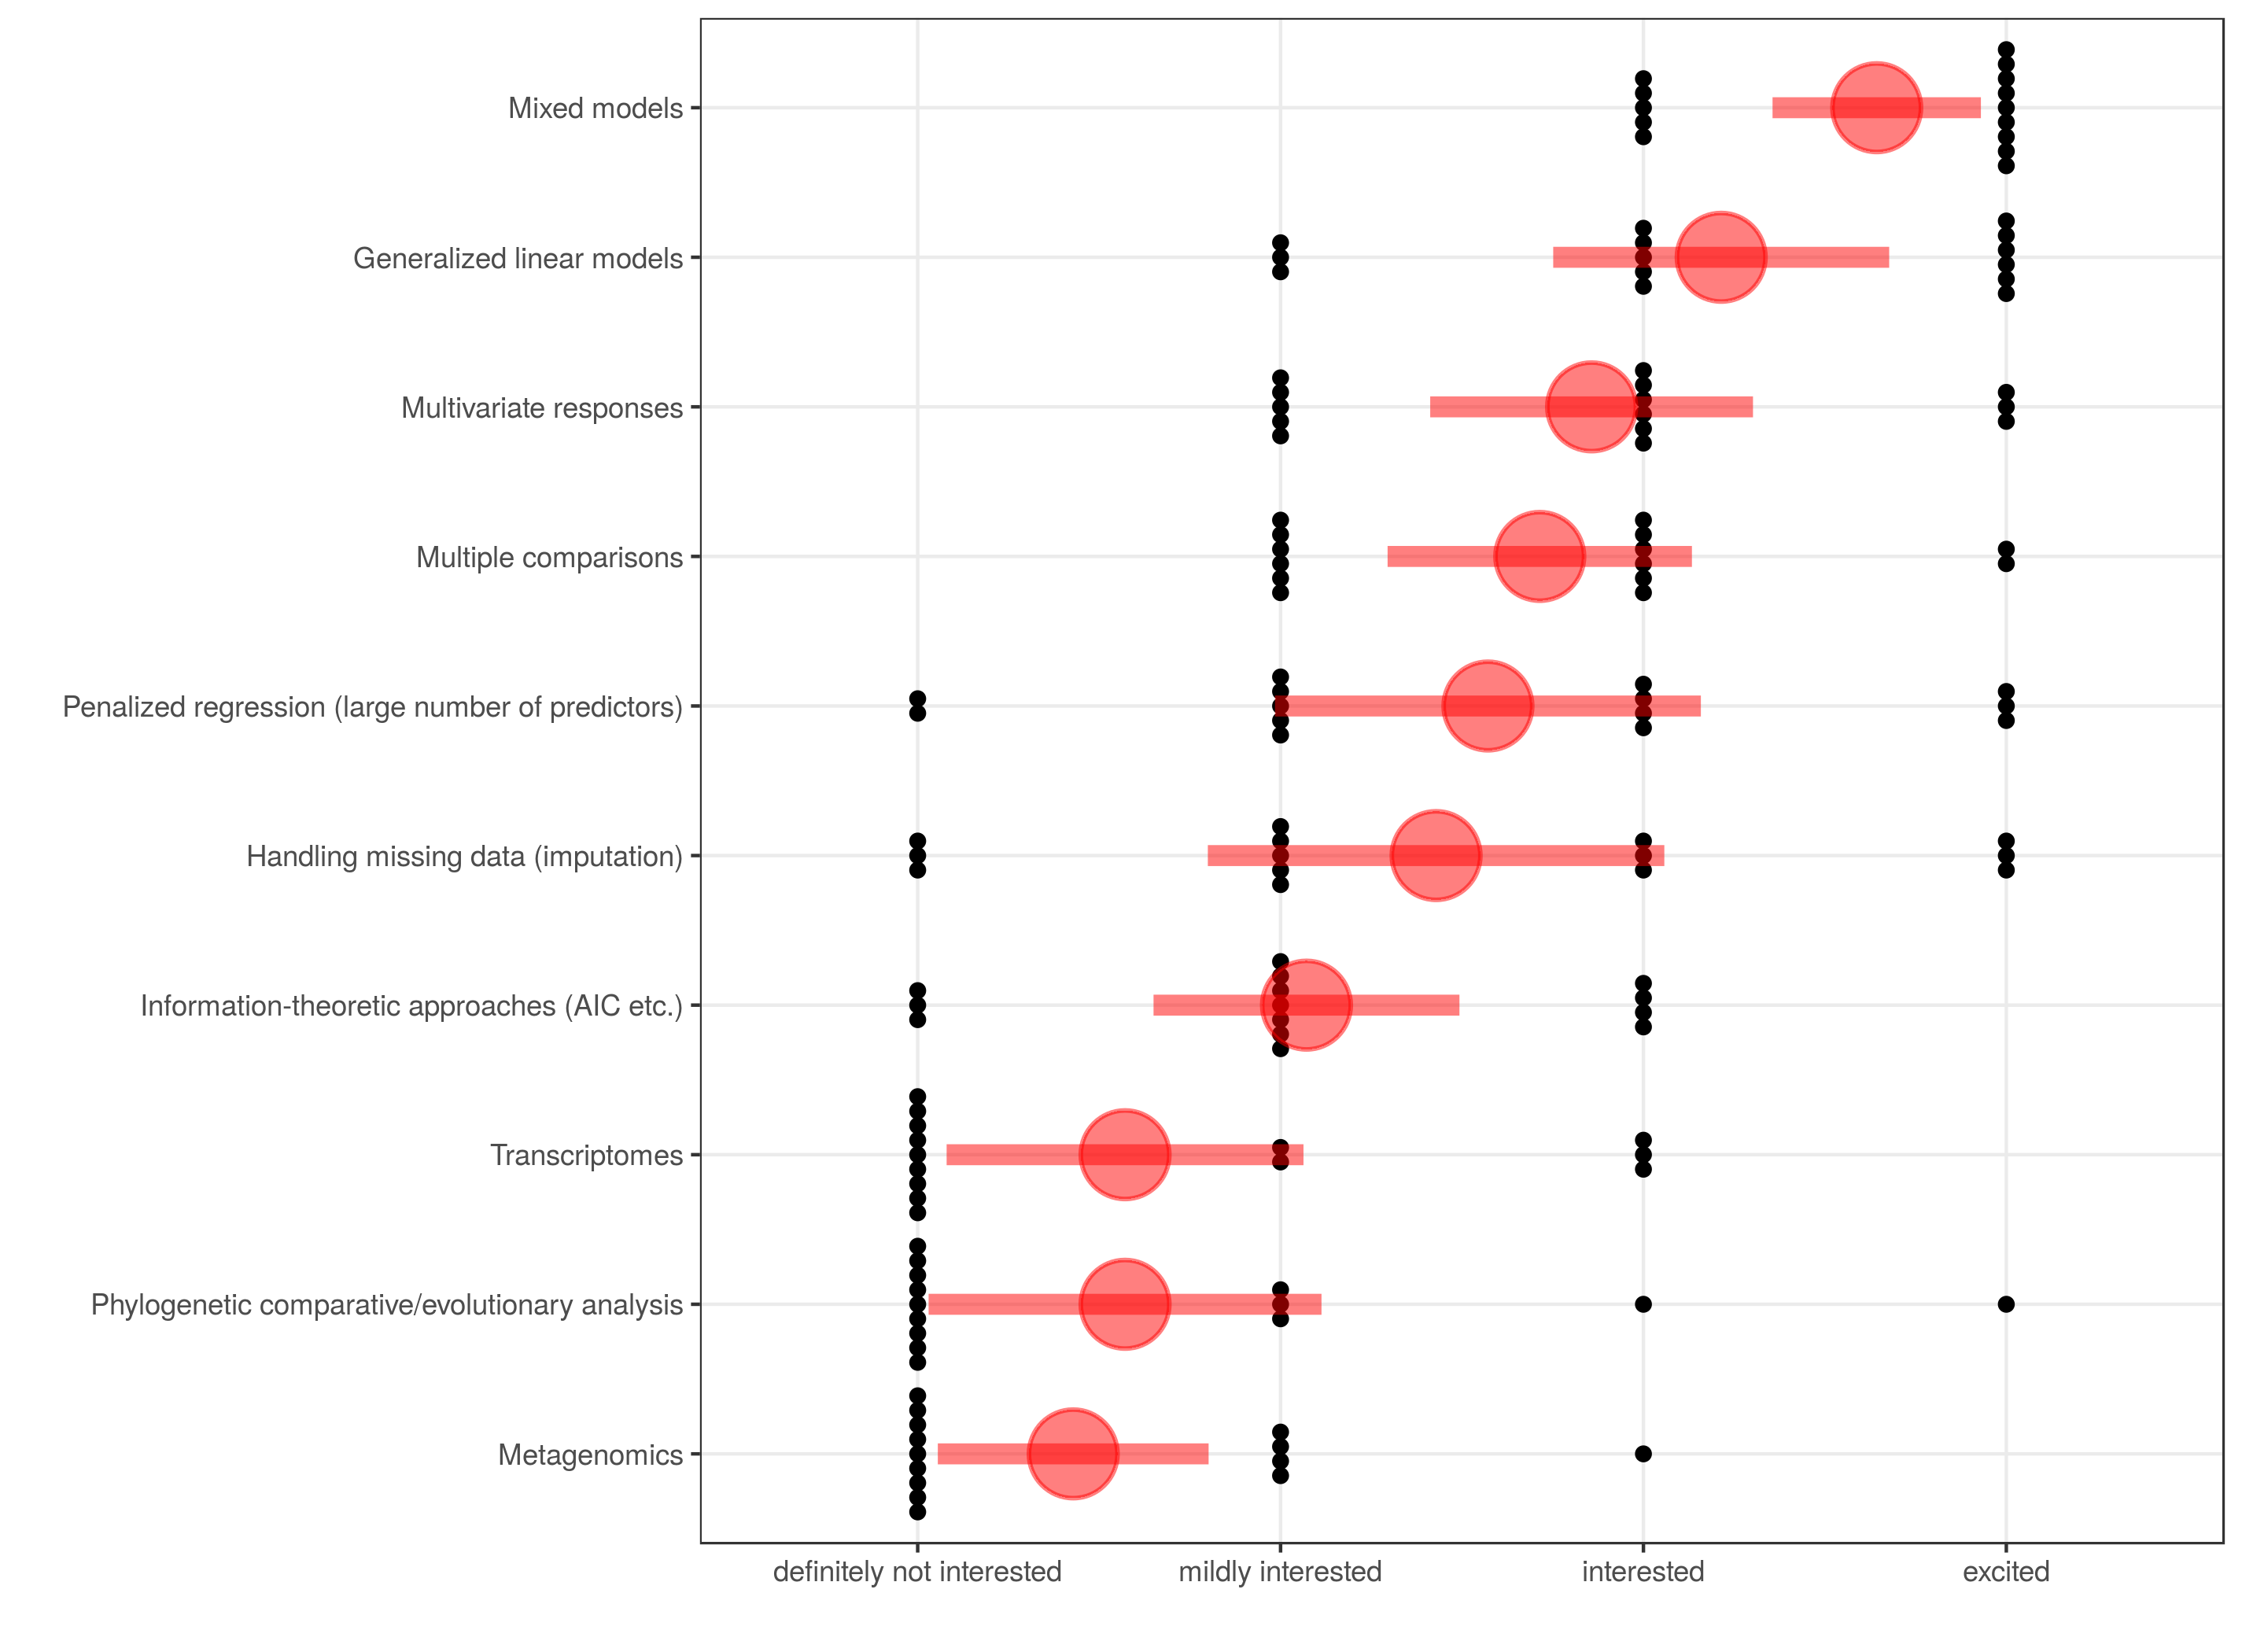 Mixed models
Generalized linear models
Multivariate responses
Multiple comparisons
Penalized regression (large number of predictors)
Handling missing data (imputation)
Information-theoretic approaches (AIC etc.)
Transcriptomes
Phylogenetic comparative/evolutionary analysis
Metagenomics
definitely not interested mildly interested interested excited